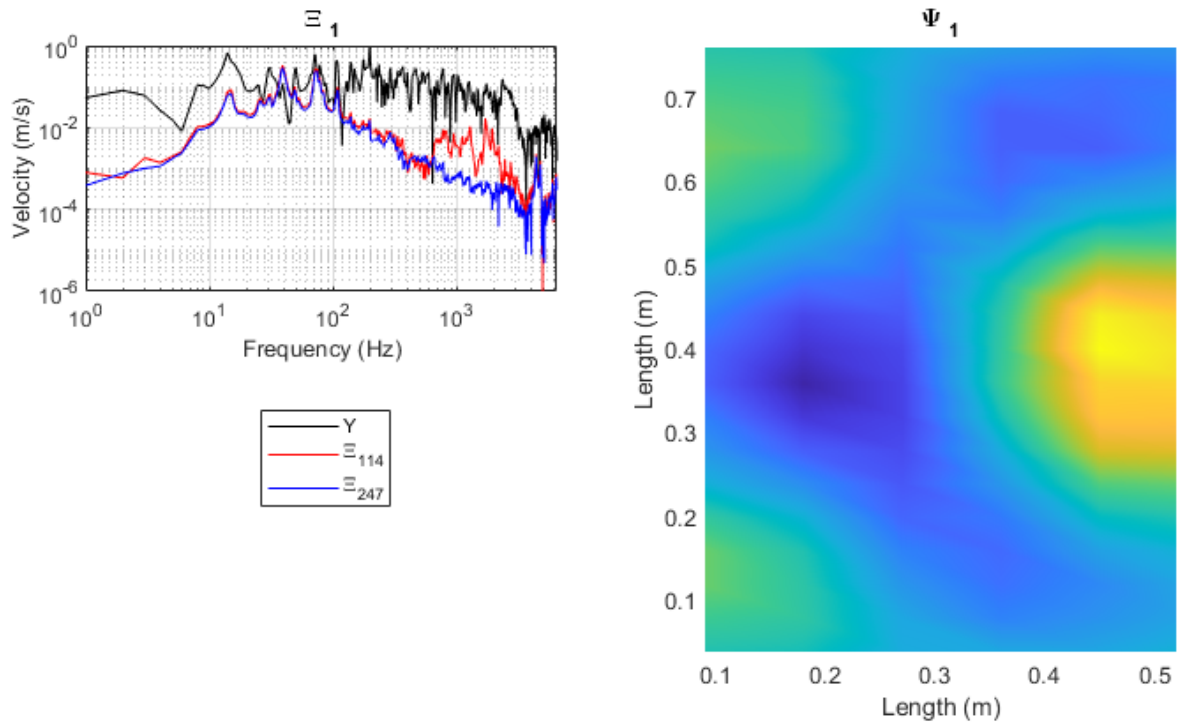 Ξ 1
10^0
10^-2
10^-4
10^-6
Velocity (m/s)
10^0 10^1 10^2 10^3
Frequency (Hz)
Y
Ξ114
Ξ247
Ψ 1
0.7
0.6
0.5
0.4
0.3
0.2
0.1
Length (m)
0.1 0.2 0.3 0.4 0.5
Length (m)